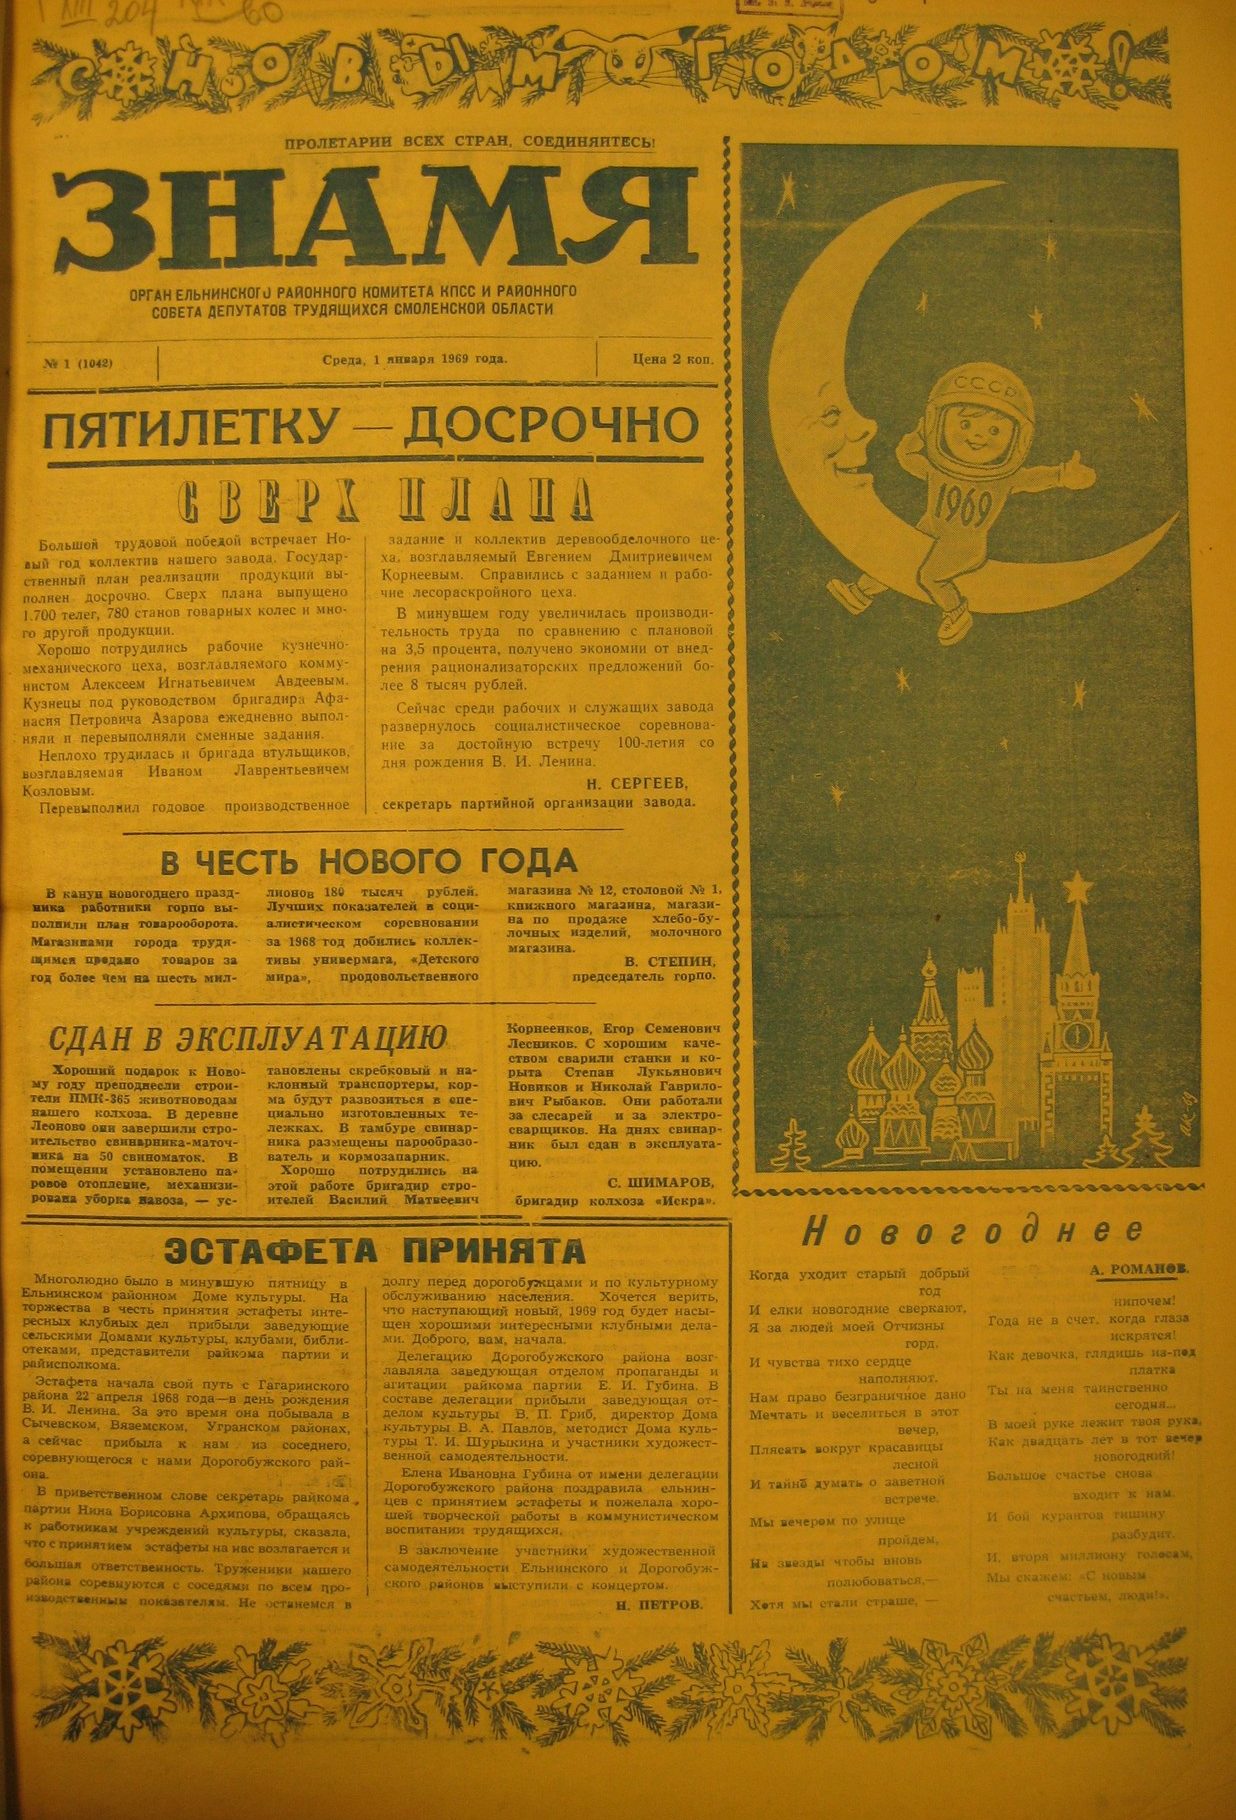 С НОВЫМ ГОДОМ!
ПРОЛЕТАРИИ ВСЕХ СТРАН, СОЕДИНЯЙТЕСЬ!
ЗНАМЯ
ОРГАН ЕЛЬНИНСКОГО РАЙОННОГО КОМИТЕТА КПСС И РАЙОННОГО
СОВЕТА ДЕПУТАТОВ ТРУДЯЩИХСЯ СМОЛЕНСКОЙ ОБЛАСТИ
№ 1 (1042)
Среда, 1 января 1969 года.
Цена 2 коп.
ПЯТИЛЕТКУ — ДОСРОЧНО
СВЕРХ ПЛАНА
Большой трудовой победой встречает Но-
вый год коллектив нашего завода. Государ-
ственный план реализации продукции вы-
полнен досрочно. Сверх плана выпущено
1.700 телег, 780 станов товарных колес и мно-
го другой продукции.
Хорошо потрудились рабочие кузнечно-
механического цеха, возглавляемого комму-
нистом Алексеем Игнатьевичем Авдеевым.
Кузнецы под руководством бригадира Афа-
насия Петровича Азарова ежедневно выпол-
няли и перевыполняли сменные задания.
Неплохо трудилась и бригада втульщиков,
возглавляемая Иваном Лаврентьевичем
Козловым.
Перевыполнил годовое производственное
задание и коллектив деревообделочного це-
ха, возглавляемый Евгением Дмитриевичем
Корнеевым. Справились с заданием и рабо-
чие лесораскройного цеха.
В минувшем году увеличилась производи-
тельность труда по сравнению с плановой
на 3,5 процента, получено экономии от внед-
рения рационализаторских предложений бо-
лее 8 тысяч рублей.
Сейчас среди рабочих и служащих завода
развернулось социалистическое соревнова-
ние за достойную встречу 100-летия со
дня рождения В. И. Ленина.
Н. СЕРГЕЕВ,
секретарь партийной организации завода.
В ЧЕСТЬ НОВОГО ГОДА
В канун новогоднего празд-
ника работники горпо вы-
полнили план товарооборота.
Магазинами города трудя-
щимся продано товаров за
год более чем на шесть мил-
лионов 180 тысяч рублей.
Лучших показателей в соци-
алистическом соревновании
за 1968 год добились коллек-
тивы универмага, «Детского
мира», продовольственного
магазина № 12, столовой № 1,
книжного магазина, магази-
на по продаже хлебо-бу-
лочных изделий, молочного
магазина.
В. СТЕПИН,
председатель горпо.
СДАН В ЭКСПЛУАТАЦИЮ
Хороший подарок к Ново-
му году преподнесли строи-
тели ПМК-365 животноводам
нашего колхоза. В деревне
Леоново они завершили стро-
ительство свинарника-маточ-
ника на 50 свиноматок. В
помещении установлено па-
ровое отопление, механизи-
рована уборка навоза, — ус-
тановлены скребковый и на-
клонный транспортеры, кор-
ма будут развозиться в спе-
циально изготовленных те-
лежках. В тамбуре свинар-
ника размещены парообразо-
ватель и кормозапарник.
Хорошо потрудились на
этой работе бригадир строи-
телей Василий Матвеевич
Корнеенков, Егор Семенович
Лесников. С хорошим каче-
ством сварили станки и ко-
рыта Степан Лукьянович
Новиков и Николай Гаврило-
вич Рыбаков. Они работали
за слесарей и за электро-
сварщиков. На днях свинар-
ник был сдан в эксплуата-
цию.
С. ШИМАРОВ,
бригадир колхоза «Искра».
СССР
1969
ЭСТАФЕТА ПРИНЯТА
Многолюдно было в минувшую пятницу в
Ельнинском районном Доме культуры. На
торжества в честь принятия эстафеты инте-
ресных клубных дел прибыли заведующие
сельскими Домами культуры, клубами, библи-
отеками, представители райкома партии и
райисполкома.
Эстафета начала свой путь с Гагаринского
района 22 апреля 1968 года—в день рождения
В. И. Ленина. За это время она побывала в
Сычевском, Вяземском, Угранском районах,
а сейчас прибыла к нам из соседнего,
соревнующегося с нами Дорогобужского рай-
она.
В приветственном слове секретарь райкома
партии Нина Борисовна Архипова, обращаясь
к работникам учреждений культуры, сказала,
что с принятием эстафеты на нас возлагается и
большая ответственность. Труженики нашего
района соревнуются с соседями по всем про-
изводственным показателям. Не останемся в
долгу перед дорогобужцами и по культурному
обслуживанию населения. Хочется верить,
что наступающий новый, 1969 год будет насы-
щен хорошими интересными клубными дела-
ми. Доброго, вам, начала.
Делегацию Дорогобужского района возг-
лавляла заведующая отделом пропаганды и
агитации райкома партии Е. И. Губина. В
составе делегации прибыли заведующая от-
делом культуры В. П. Гриб, директор Дома
культуры В. А. Павлов, методист Дома куль-
туры Т. И. Шурыкина и участники художест-
венной самодеятельности.
Елена Ивановна Губина от имени делегации
Дорогобужского района поздравила ельнин-
цев с принятием эстафеты и пожелала хоро-
шей творческой работы в коммунистическом
воспитании трудящихся.
В заключение участники художественной
самодеятельности Ельнинского и Дорогобуж-
ского районов выступили с концертом.
Н. ПЕТРОВ.
Новогоднее
А. РОМАНОВ.
Когда уходит старый добрый
год
И елки новогодние сверкают,
Я за людей моей Отчизны
горд,
И чувства тихо сердце
наполняют.
Нам право безграничное дано
Мечтать и веселиться в этот
вечер,
Плясать вокруг красавицы
лесной
И тайно думать о заветной
встрече.
Мы вечером по улице
пройдем,
На звезды чтобы вновь
полюбоваться,—
Хотя мы стали старше, —
нипочем!
Года не в счет, когда глаза
искрятся!
Как девочка, глядишь из-под
платка
Ты на меня таинственно
сегодня...
В моей руке лежит твоя рука,
Как двадцать лет в тот вечер
новогодний!
Большое счастье снова
входит к нам.
И бой курантов тишину
разбудит.
И, вторя миллиону голосам,
Мы скажем: «С новым
счастьем, люди!».